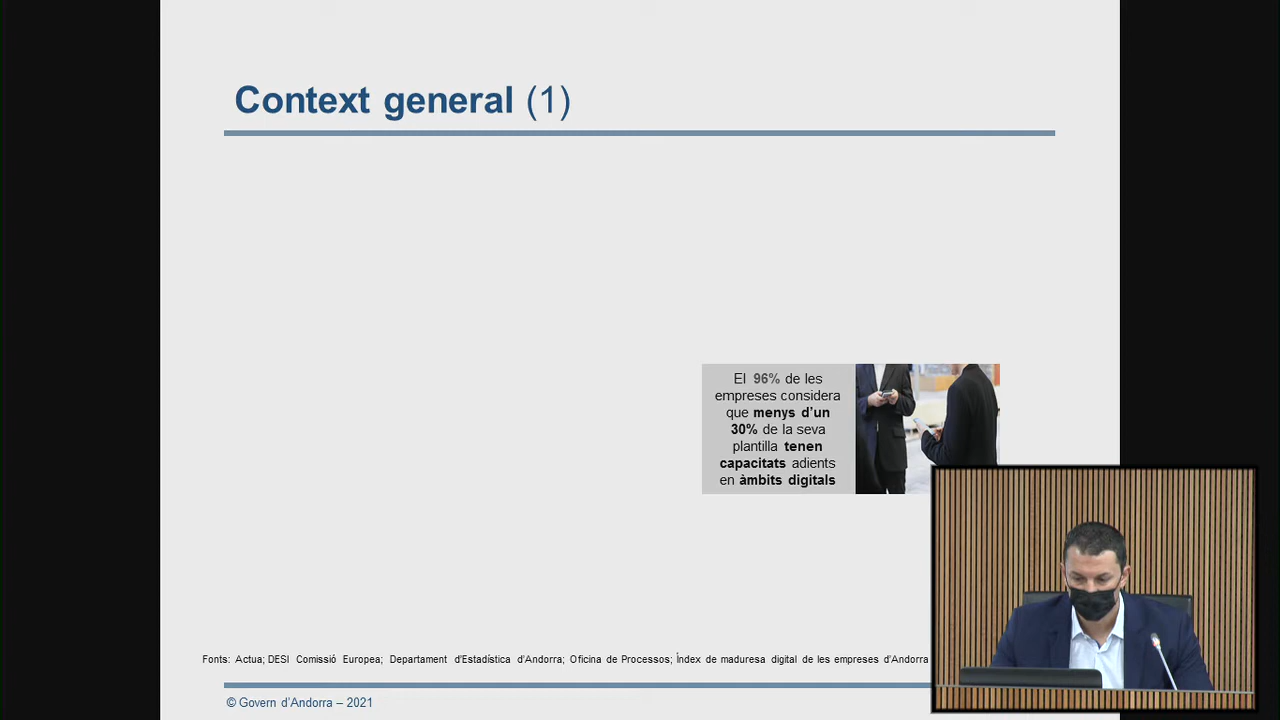 Context general (1)
El 96% de les
empreses considera
que menys d'un
30% de la seva
plantilla tenen
capacitats adients
en àmbits digitals
Fonts: Actua; DESI Comissió Europea; Departament d'Estadística d'Andorra; Oficina de Processos; Índex de maduresa digital de les empreses d'Andorra
© Govern d'Andorra – 2021